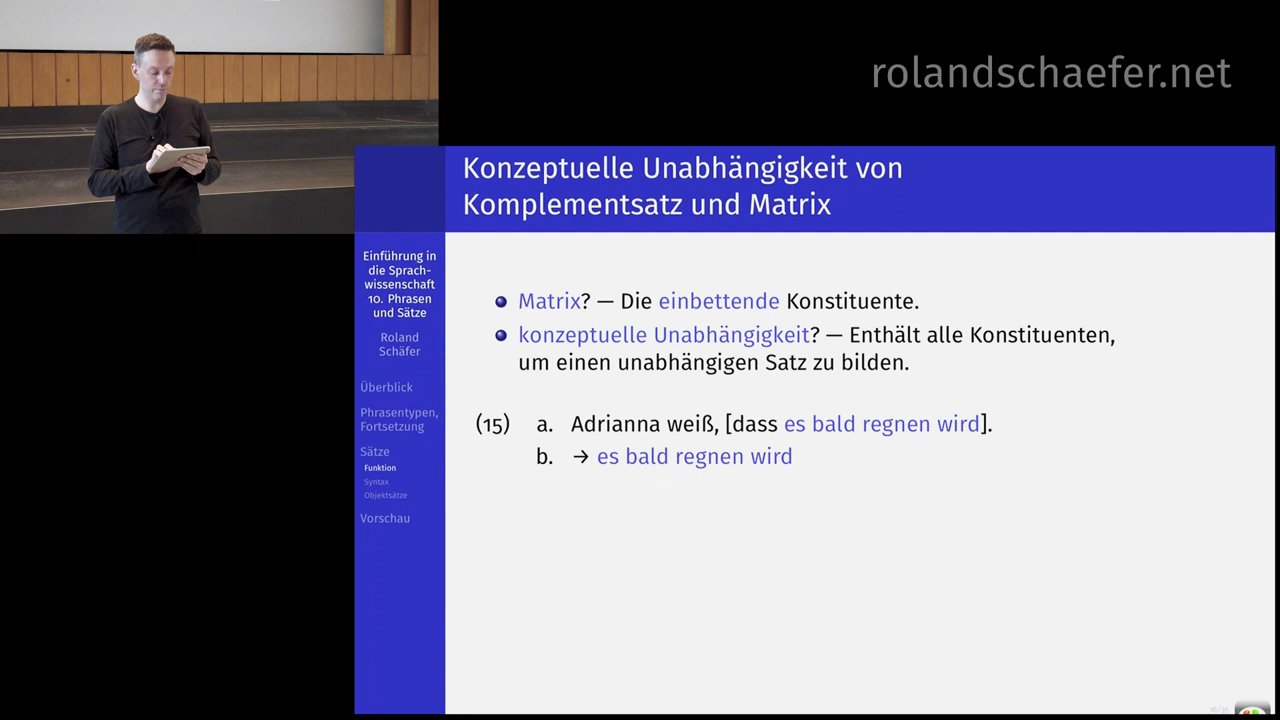 rolandschaefer.net
Konzeptuelle Unabhängigkeit von
Komplementsatz und Matrix
Einführung in
die Sprach-
wissenschaft
10. Phrasen
und Sätze
Roland
Schäfer
Überblick
Phrasentypen,
Fortsetzung
Sätze
Funktion
Syntax
Objektsätze
Vorschau
Matrix? — Die einbettende Konstituente.
konzeptuelle Unabhängigkeit? — Enthält alle Konstituenten,
um einen unabhängigen Satz zu bilden.
(15) a. Adrianna weiß, [dass es bald regnen wird].
b. → es bald regnen wird